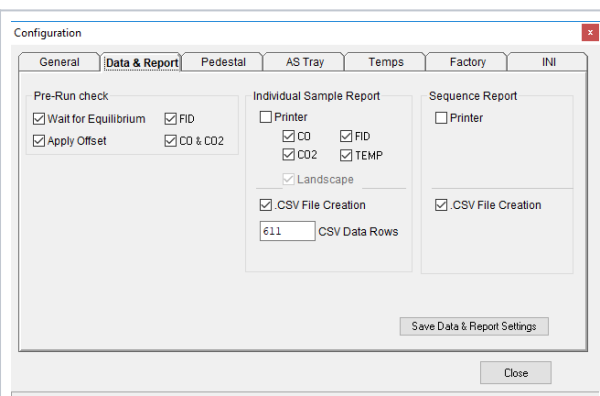 Configuration
x
General Data & Report Pedestal AS Tray Temps Factory INI
Pre-Run check
Wait for Equilibrium FID
Apply Offset CO & CO2
Individual Sample Report
Printer
CO FID
CO2 TEMP
Landscape
.CSV File Creation
611 CSV Data Rows
Sequence Report
Printer
.CSV File Creation
Save Data & Report Settings
Close